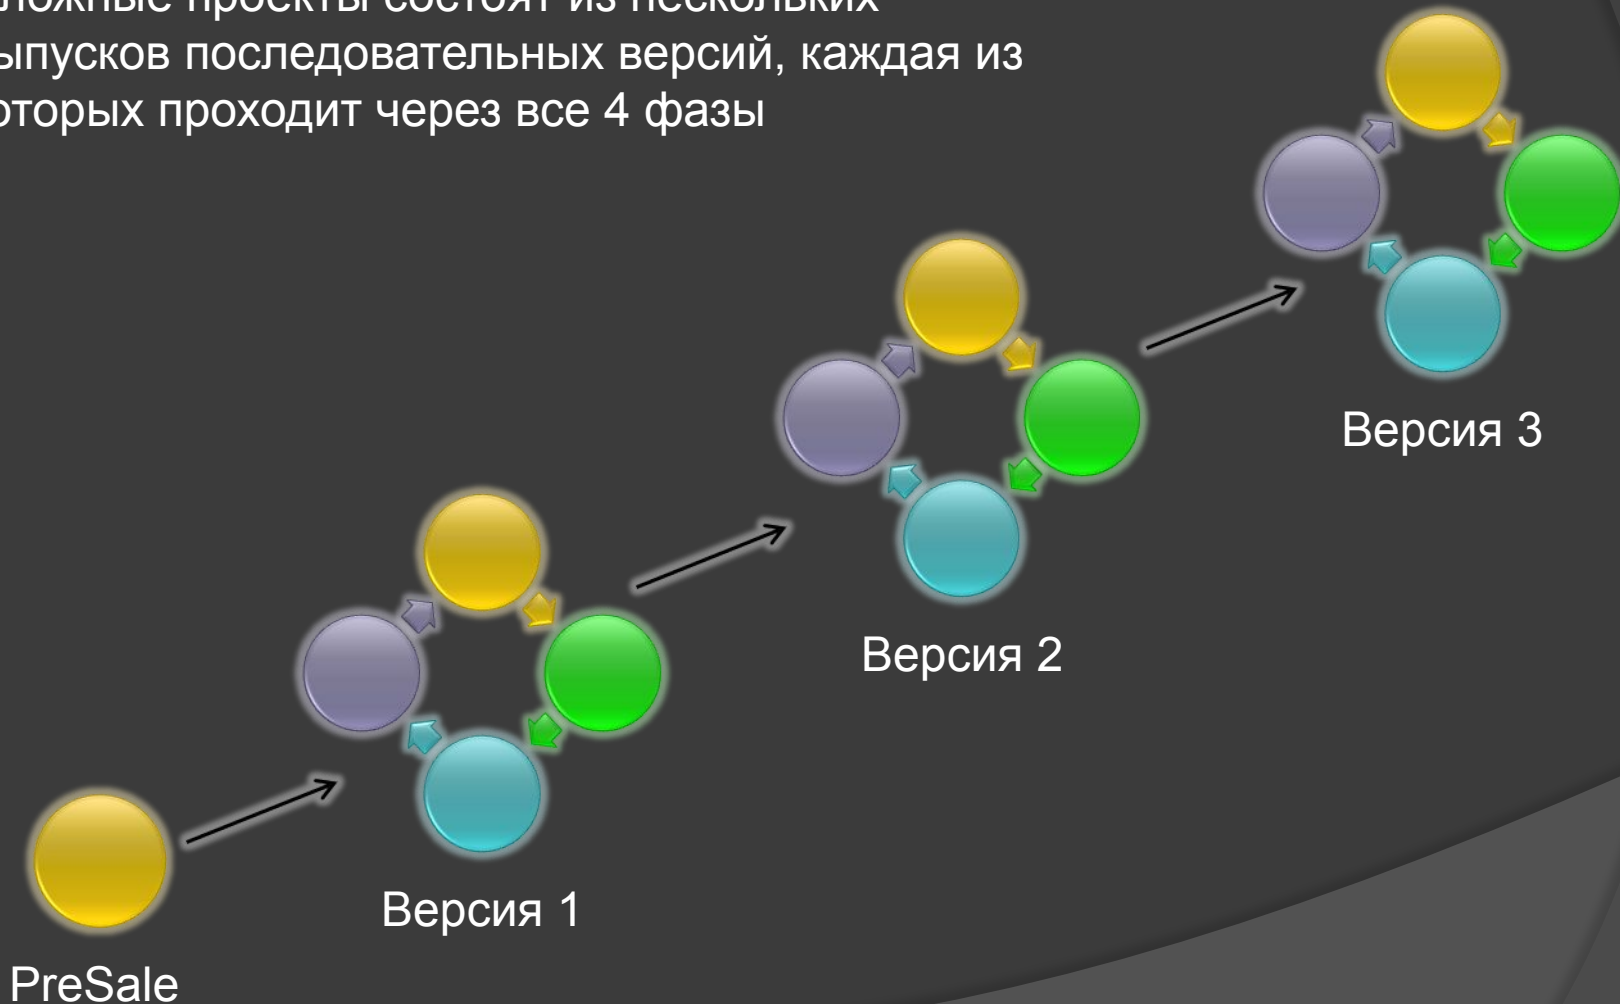 ложные проекты состоят из нескольких
ыпусков последовательных версий, каждая из
оторых проходит через все 4 фазы
Версия 3
Версия 2
Версия 1
PreSale